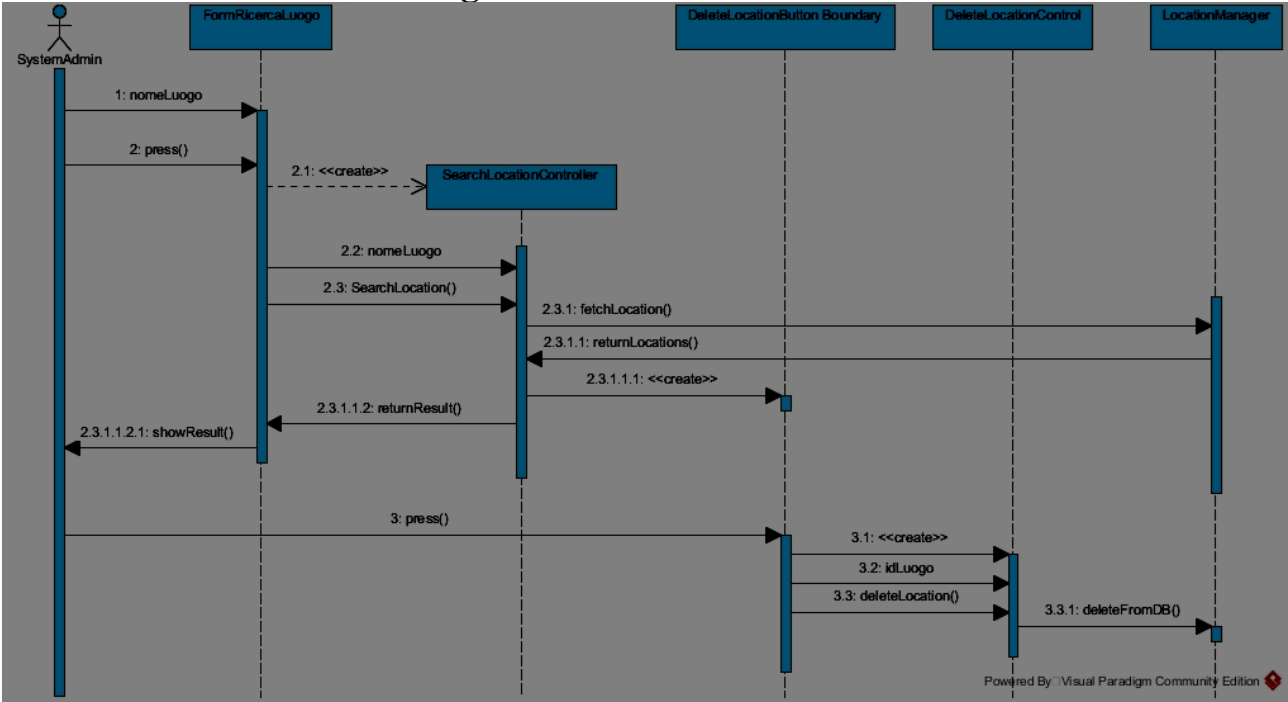 FormRicercaLuogo
DeleteLocationButton Boundary
DeleteLocationControl
LocationManager
SystemAdmin
1: nomeLuogo
2: press()
2.1: <<create>>
SearchLocationController
2.2: nomeLuogo
2.3: SearchLocation()
2.3.1: fetchLocation()
2.3.1.1: returnLocations()
2.3.1.1.1: <<create>>
2.3.1.1.2: returnResult()
2.3.1.1.2.1: showResult()
3: press()
3.1: <<create>>
3.2: idLuogo
3.3: deleteLocation()
3.3.1: deleteFromDB()
Powered By Visual Paradigm Community Edition